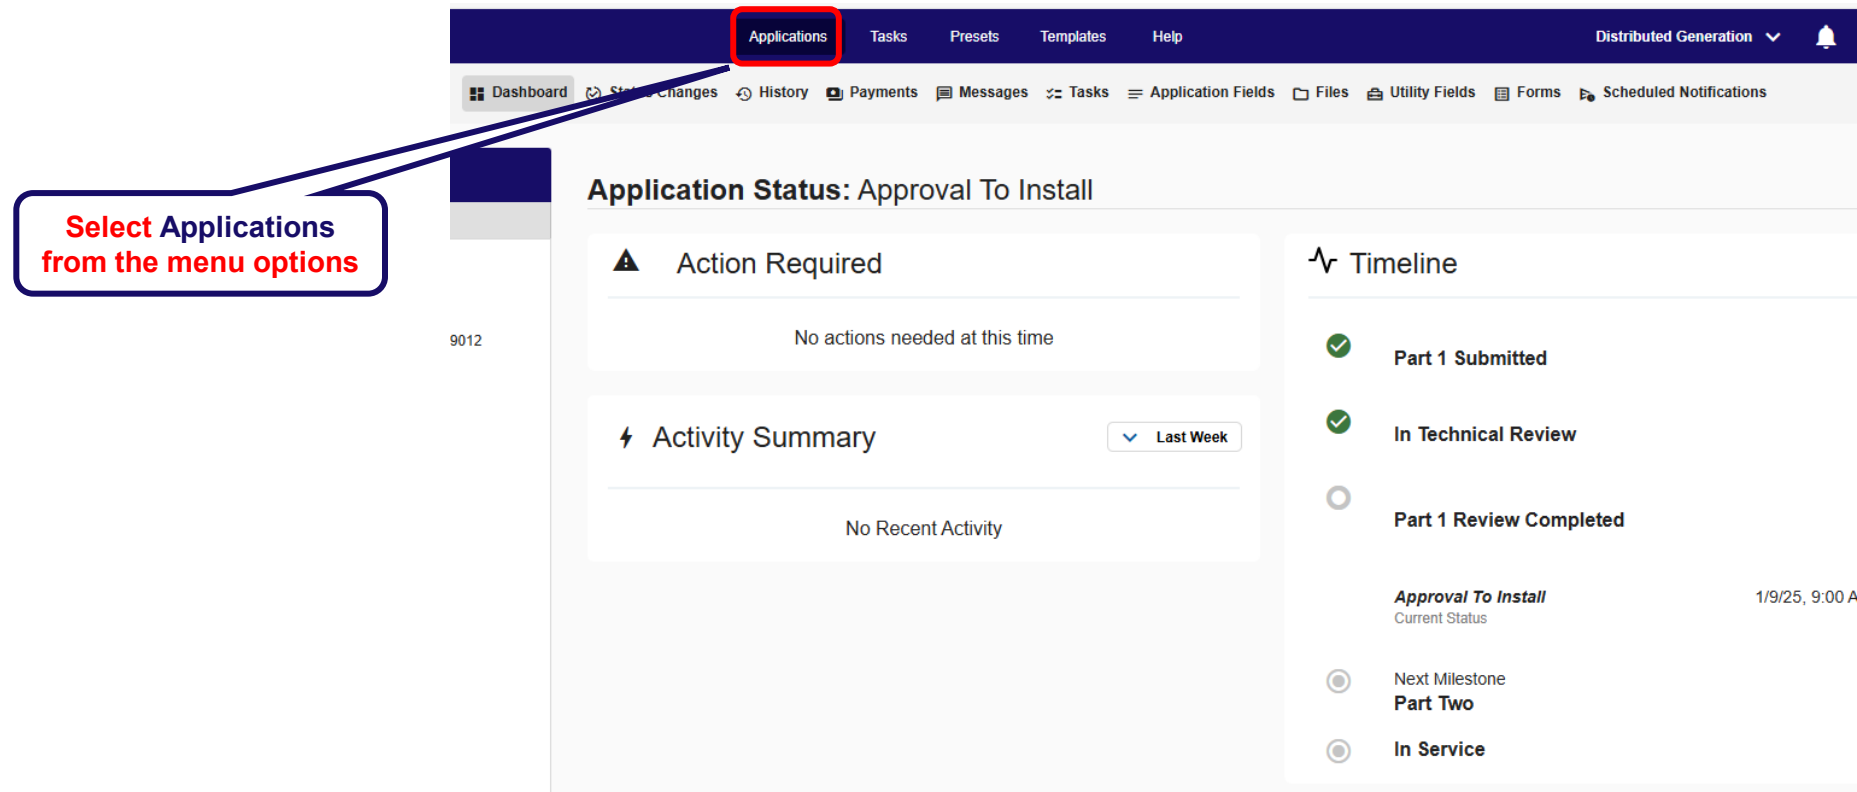 Applications Tasks Presets Templates Help Distributed Generation
Dashboard Status Changes History Payments Messages Tasks Application Fields Files Utility Fields Forms Scheduled Notifications
Select Applications
from the menu options
9012
Application Status: Approval To Install
Action Required
No actions needed at this time
Activity Summary
Last Week
No Recent Activity
Timeline
Part 1 Submitted
In Technical Review
Part 1 Review Completed
Approval To Install 1/9/25, 9:00 A
Current Status
Next Milestone
Part Two
In Service